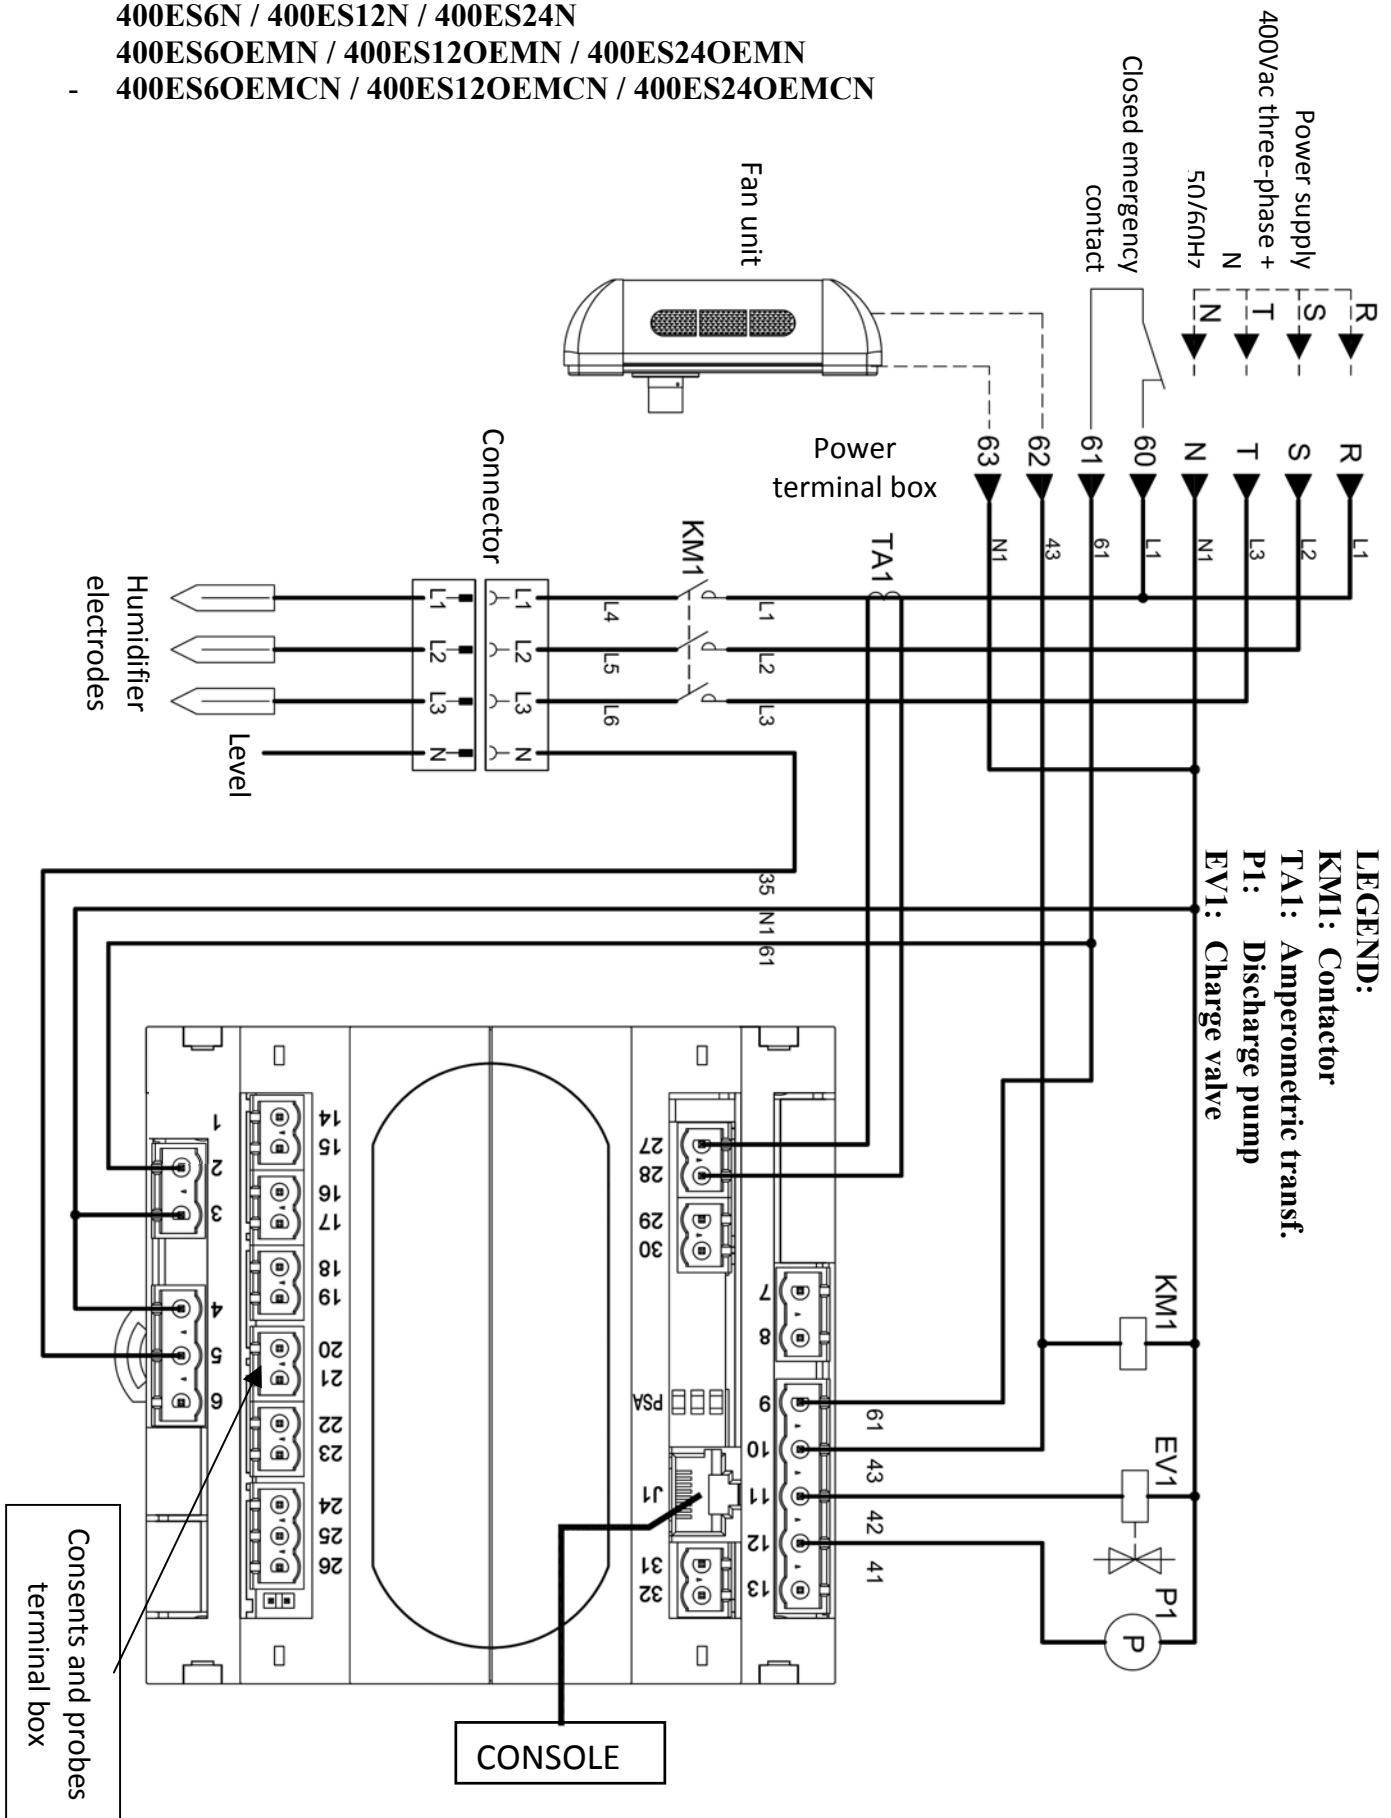 400ES6N / 400ES12N / 400ES24N
400ES6OEMN / 400ES12OEMN / 400ES24OEMN
- 400ES6OEMCN / 400ES12OEMCN / 400ES24OEMCN
Power supply
400Vac three-phase +
N
50/60Hz
Closed emergency
contact
Fan unit
R
S
T
N
Power
terminal box
R
S
T
N
60
61
62
63
L1
L2
L3
N1
L1
61
43
N1
TA1
KM1
L1
L2
L3
L4
L5
L6
Connector
L1
L2
L3
N
L1
L2
L3
N
Humidifier
electrodes
Level
LEGEND:
KM1: Contactor
TA1: Amperometric transf.
P1: Discharge pump
EV1: Charge valve
35
N1
61
1
2
3
4
5
6
14
15
16
17
18
19
20
21
22
23
24
25
26
27
28
29
30
PSA
J1
31
32
7
8
9
10
11
12
13
61
43
42
41
KM1
EV1
P1
P
CONSOLE
Consents and probes
terminal box